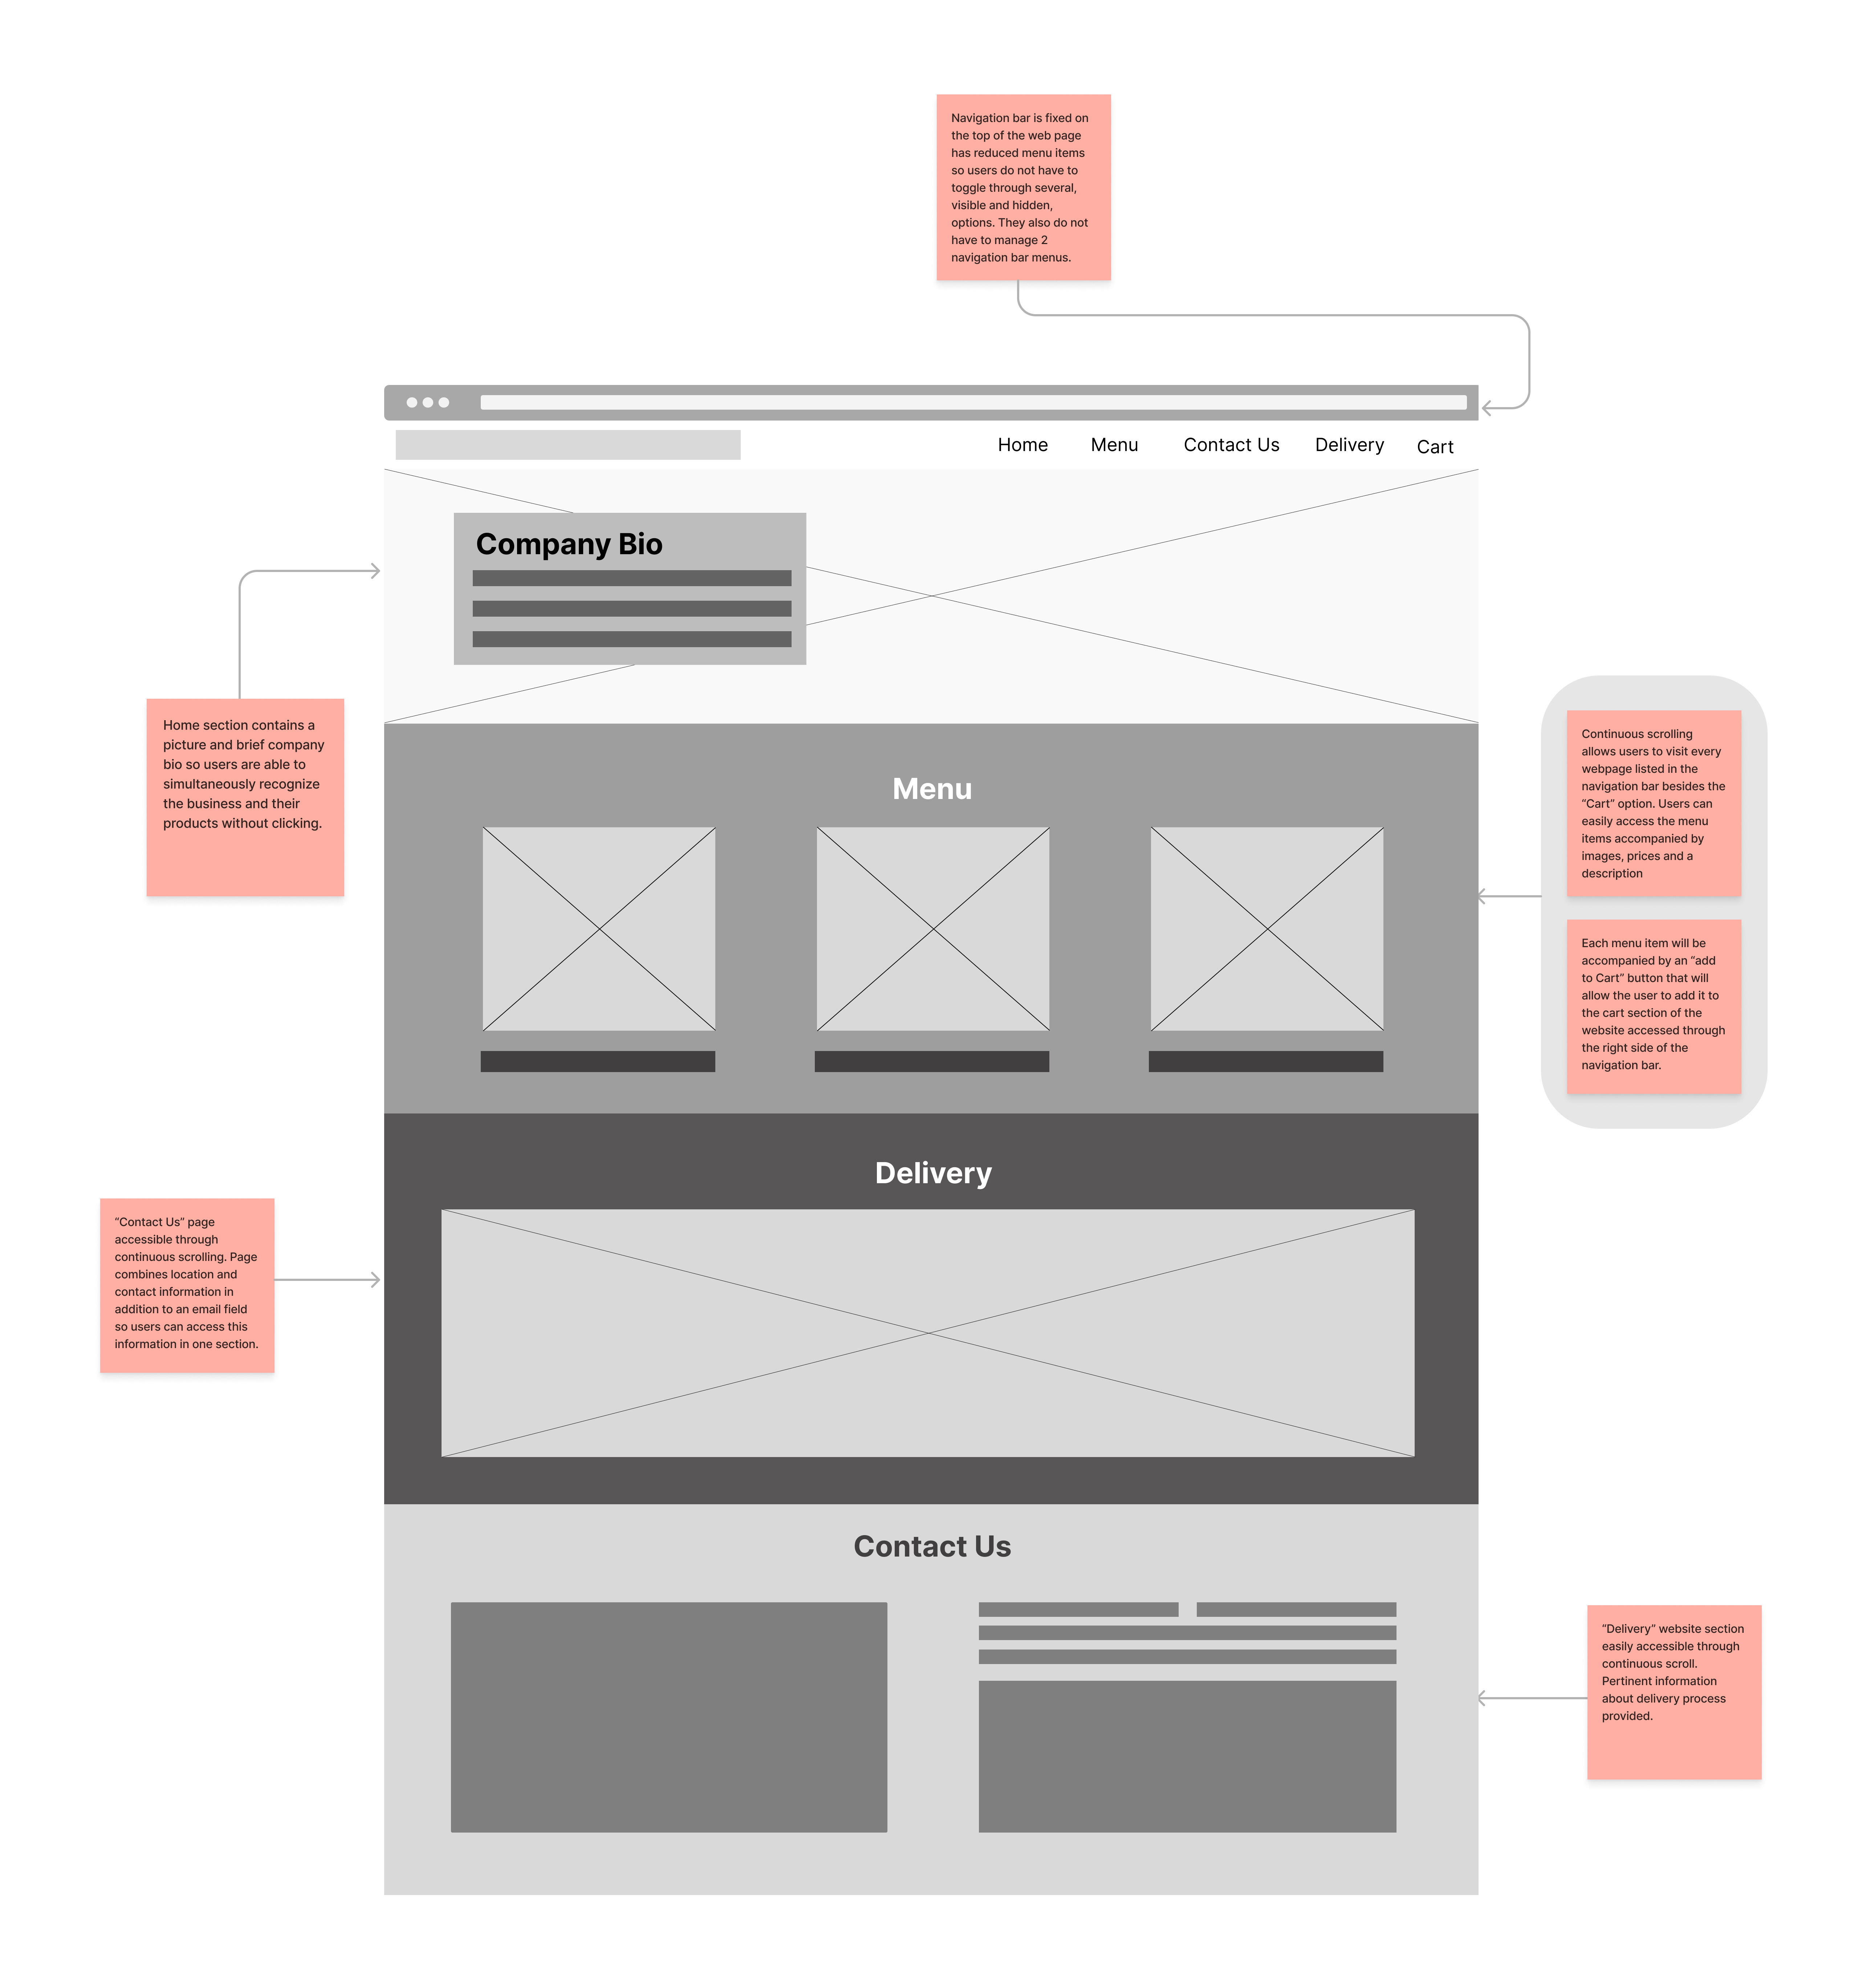 Navigation bar is fixed on
the top of the web page
has reduced menu items
so users do not have to
toggle through several,
visible and hidden,
options. They also do not
have to manage 2
navigation bar menus.
Home Menu Contact Us Delivery Cart
Company Bio
Home section contains a
picture and brief company
bio so users are able to
simultaneously recognize
the business and their
products without clicking.
Menu
Continuous scrolling
allows users to visit every
webpage listed in the
navigation bar besides the
“Cart” option. Users can
easily access the menu
items accompanied by
images, prices and a
description
Each menu item will be
accompanied by an “add
to Cart” button that will
allow the user to add it to
the cart section of the
website accessed through
the right side of the
navigation bar.
Delivery
“Contact Us” page
accessible through
continuous scrolling. Page
combines location and
contact information in
addition to an email field
so users can access this
information in one section.
Contact Us
“Delivery” website section
easily accessible through
continuous scroll.
Pertinent information
about delivery process
provided.